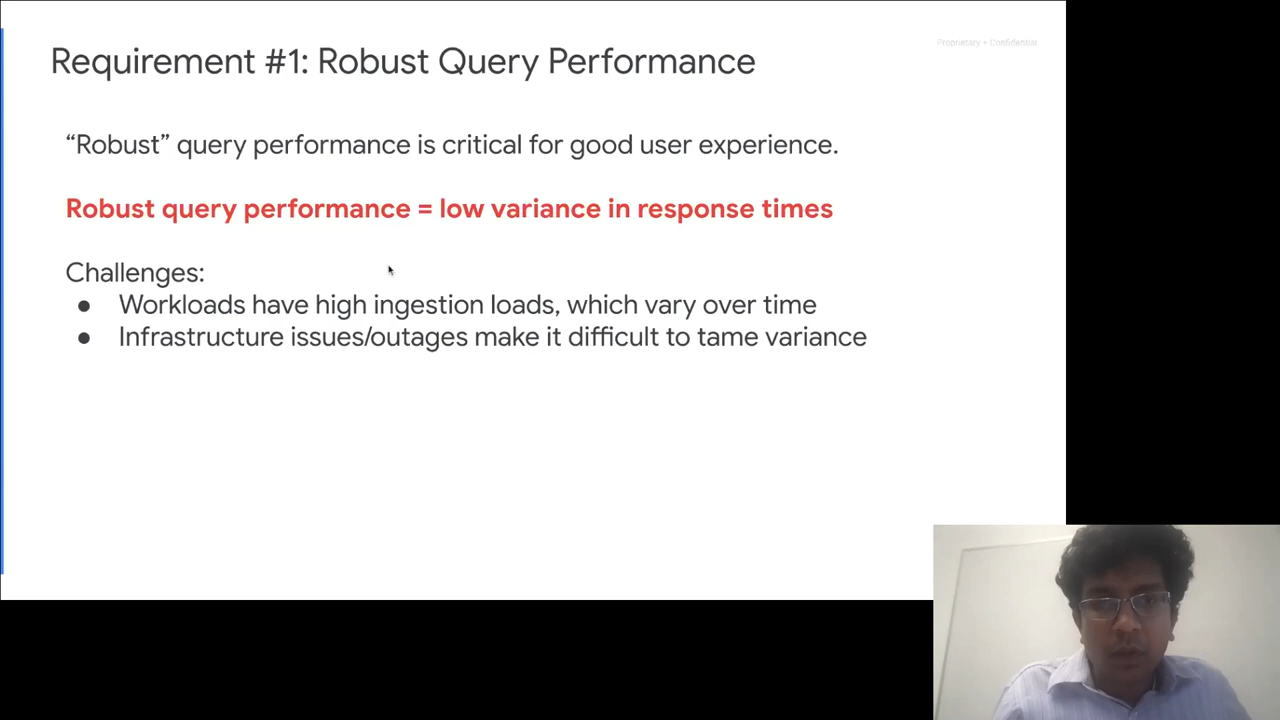 Proprietary + Confidential
Requirement #1: Robust Query Performance
“Robust” query performance is critical for good user experience.
Robust query performance = low variance in response times
Challenges:
● Workloads have high ingestion loads, which vary over time
● Infrastructure issues/outages make it difficult to tame variance